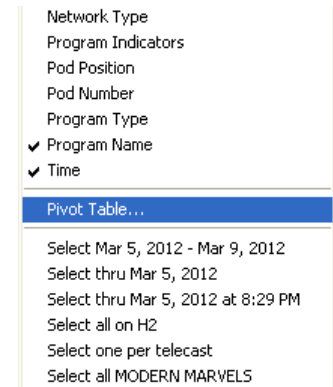 Network Type
Program Indicators
Pod Position
Pod Number
Program Type
Program Name
Time
Pivot Table...
Select Mar 5, 2012 - Mar 9, 2012
Select thru Mar 5, 2012
Select thru Mar 5, 2012 at 8:29 PM
Select all on H2
Select one per telecast
Select all MODERN MARVELS